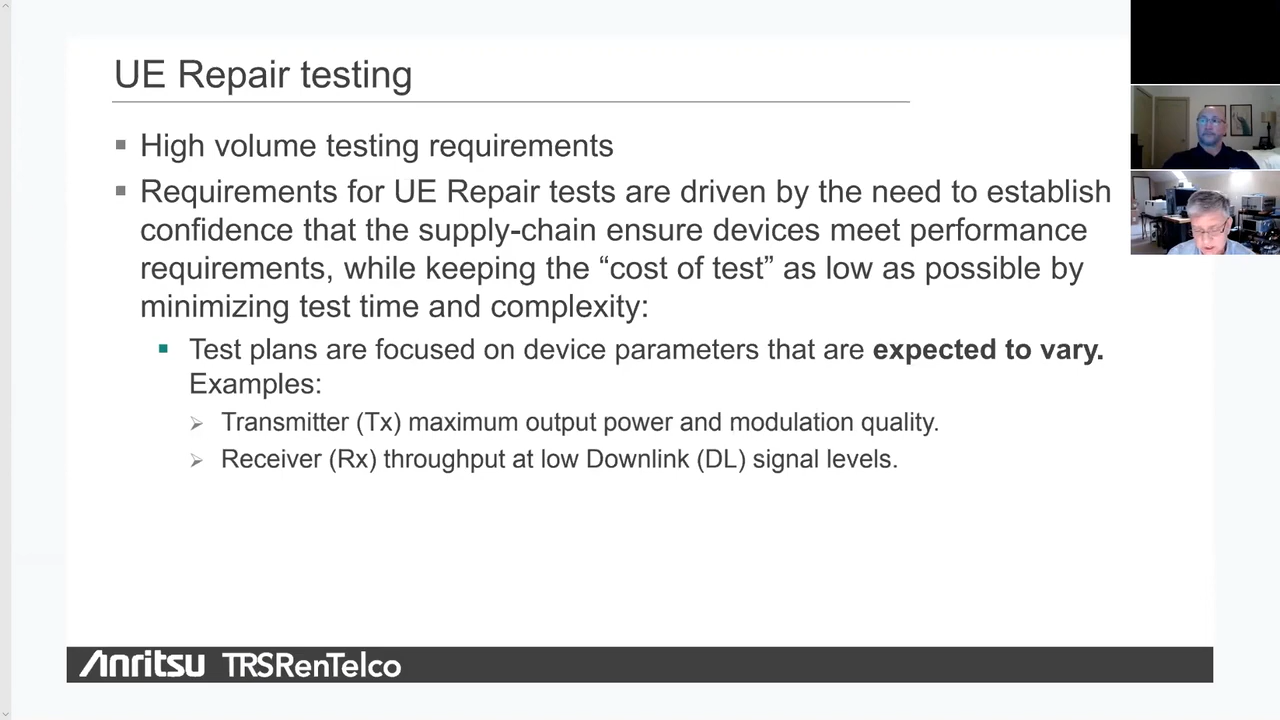 UE Repair testing
High volume testing requirements
Requirements for UE Repair tests are driven by the need to establish
confidence that the supply-chain ensure devices meet performance
requirements, while keeping the “cost of test” as low as possible by
minimizing test time and complexity:
Test plans are focused on device parameters that are expected to vary.
Examples:
Transmitter (Tx) maximum output power and modulation quality.
Receiver (Rx) throughput at low Downlink (DL) signal levels.
Anritsu TRSRenTelco